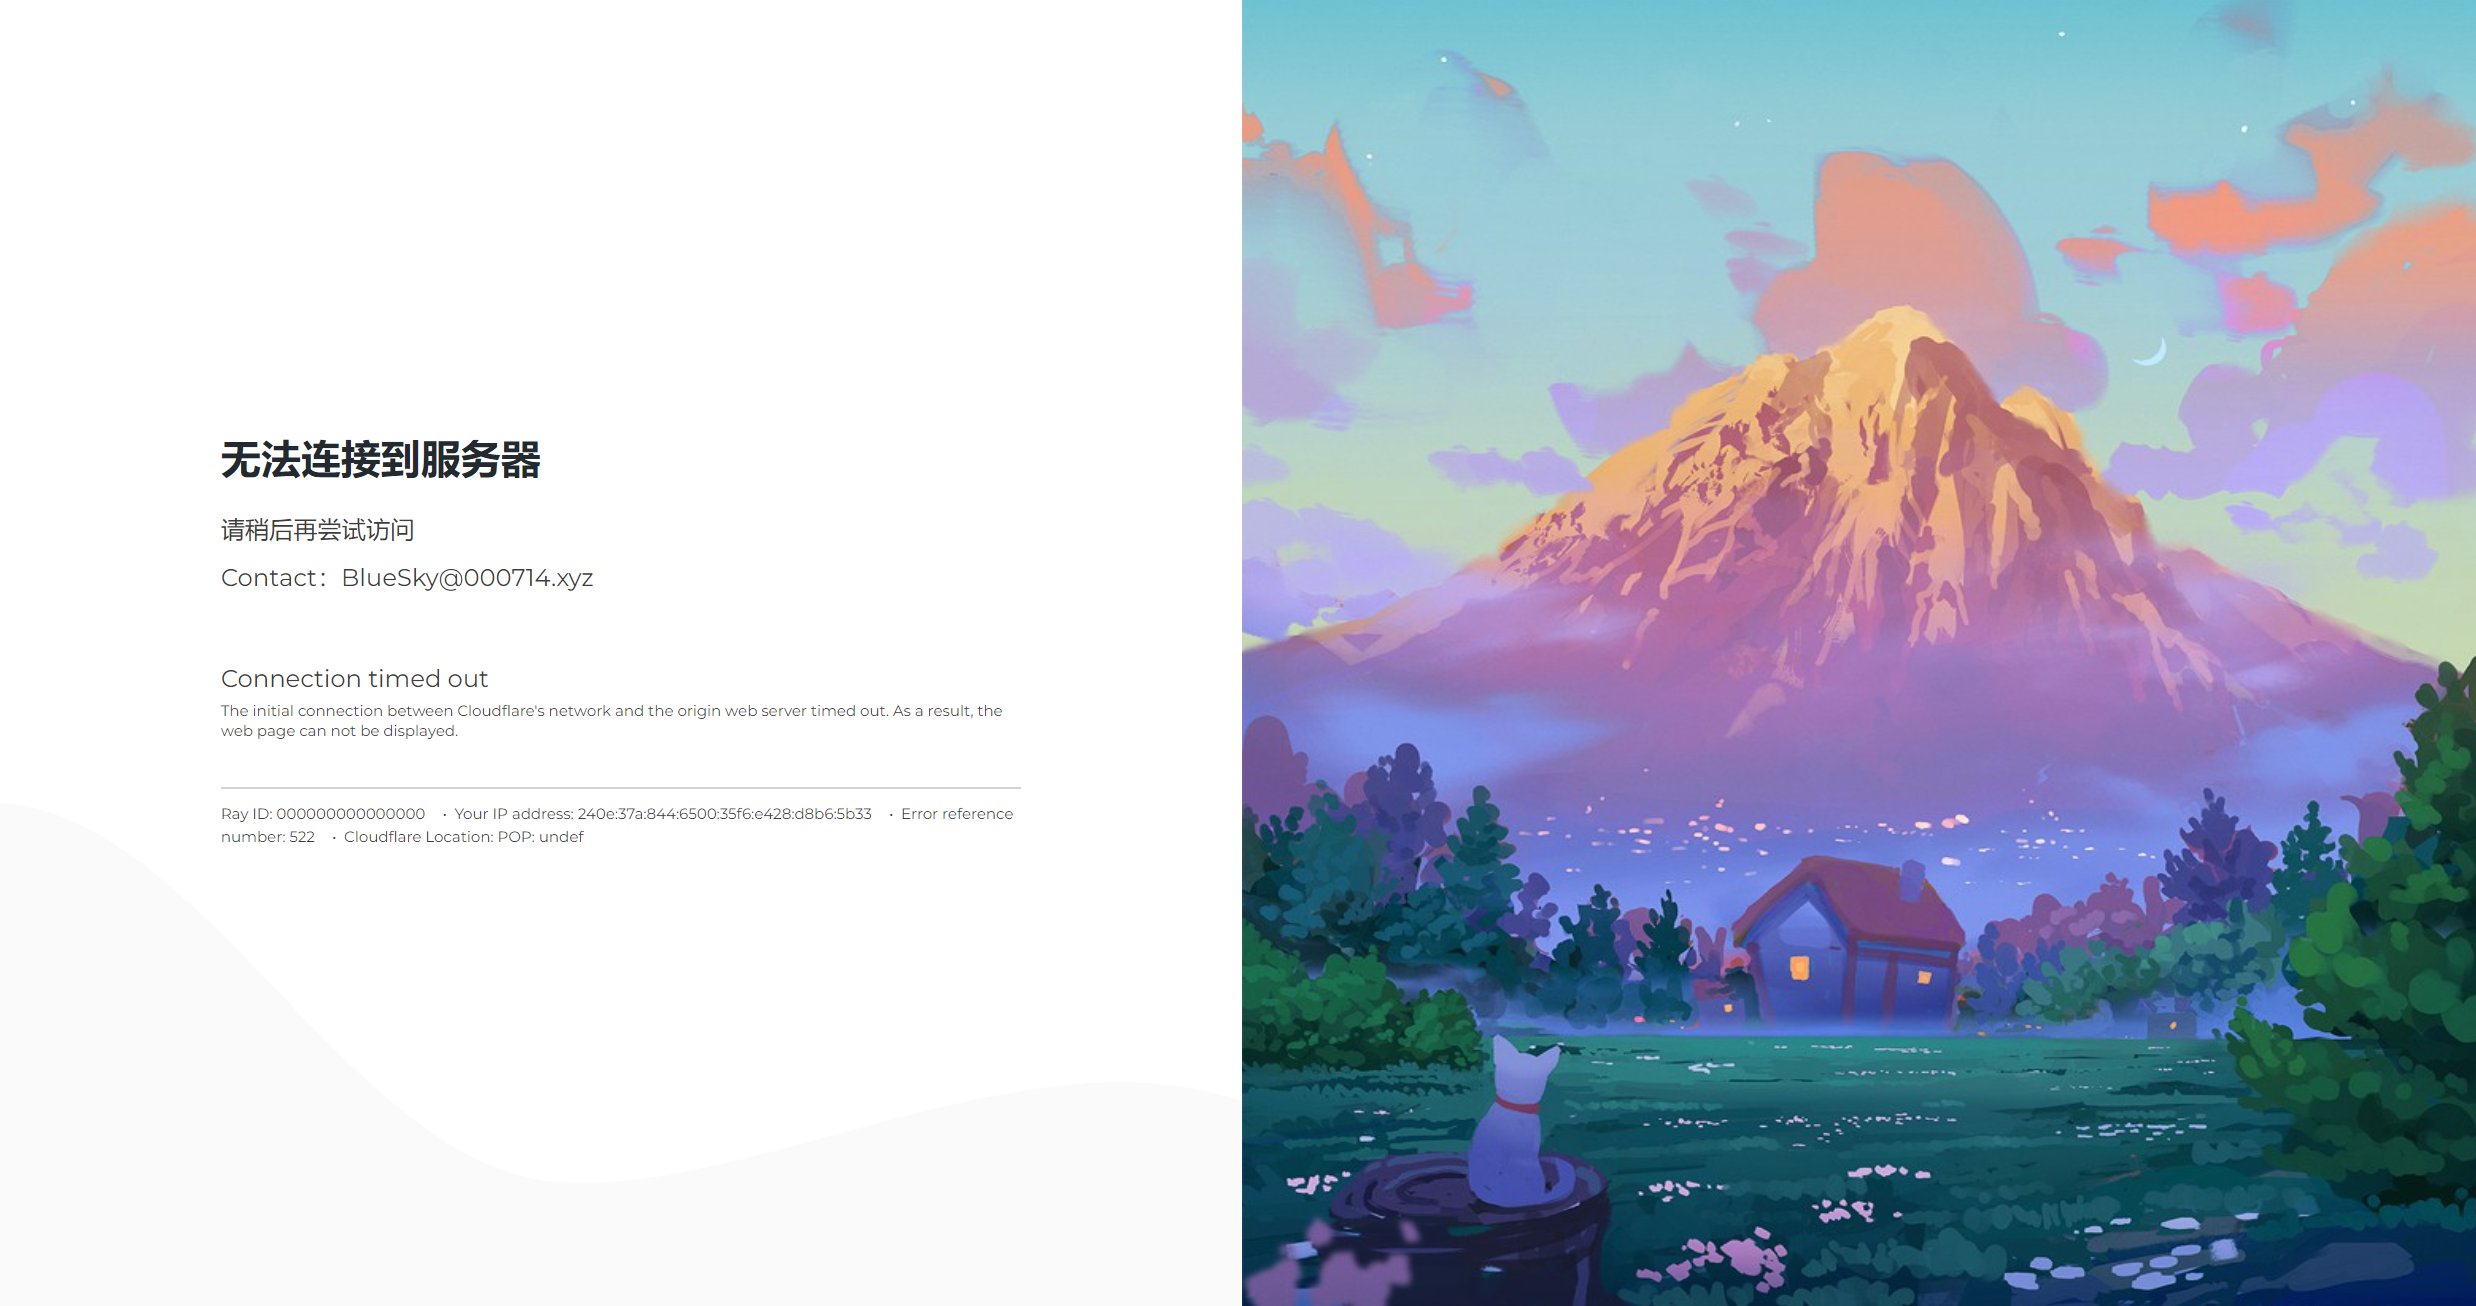 无法连接到服务器
请稍后再尝试访问
Contact：BlueSky@000714.xyz
Connection timed out
The initial connection between Cloudflare's network and the origin web server timed out. As a result, the
web page can not be displayed.
Ray ID: 000000000000000 • Your IP address: 240e:37a:844:6500:35f6:e428:d8b6:5b33 • Error reference
number: 522 • Cloudflare Location: POP: undef